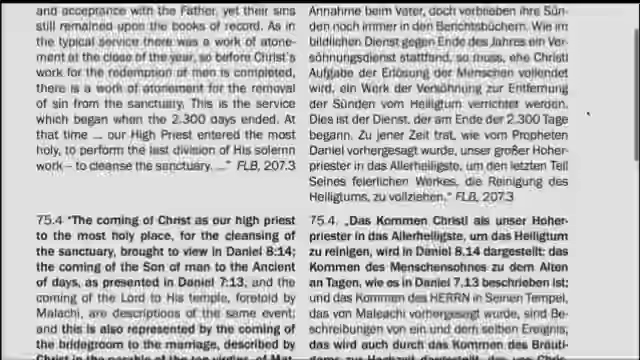 and acceptance with the Father, yet their sins
still remained upon the books of record. As in
the typical service there was a work of atone-
ment at the close of the year, so before Christ's
work for the redemption of men is completed,
there is a work of atonement for the removal
of sin from the sanctuary. This is the service
which began when the 2.300 days ended. At
that time ... our High Priest entered the most
holy, to perform the last division of His solemn
work – to cleanse the sanctuary. ..." FLB, 207.3
75.4 "The coming of Christ as our high priest
to the most holy place, for the cleansing of
the sanctuary, brought to view in Daniel 8:14;
the coming of the Son of man to the Ancient
of days, as presented in Daniel 7:13, and the
coming of the Lord to His temple, foretold by
Malachi, are descriptions of the same event;
and this is also represented by the coming of
the bridegroom to the marriage, described by
Christ in the parable of the ten virgins, of Mat-
Annahme beim Vater, doch verblieben ihre Sün-
den noch immer in den Berichtsbüchern. Wie im
bildlichen Dienst gegen Ende des Jahres ein Ver-
söhnungsdienst stattfand, so muss, ehe Christi
Aufgabe der Erlösung der Menschen vollendet
wird, ein Werk der Versöhnung zur Entfernung
der Sünden vom Heiligtum verrichtet werden.
Dies ist der Dienst, der am Ende der 2.300 Tage
begann. Zu jener Zeit trat, wie vom Propheten
Daniel vorhergesagt wurde, unser großer Hoher-
priester in das Allerheiligste, um den letzten Teil
Seines feierlichen Werkes, die Reinigung des
Heiligtums, zu vollziehen." FLB, 207.3
75.4. „Das Kommen Christi als unser Hoher-
priester in das Allerheiligste, um das Heiligtum
zu reinigen, wird in Daniel 8,14 dargestellt; das
Kommen des Menschensohnes zu dem Alten
an Tagen, wie es in Daniel 7,13 beschrieben ist;
und das Kommen des HERRN in Seinen Tempel,
das von Maleachi vorhergesagt wurde, sind Be-
schreibungen von ein und dem selben Ereignis;
das wird auch durch das Kommen des Bräuti-
gams zur Hochzeit dargestellt, das uns Chris-